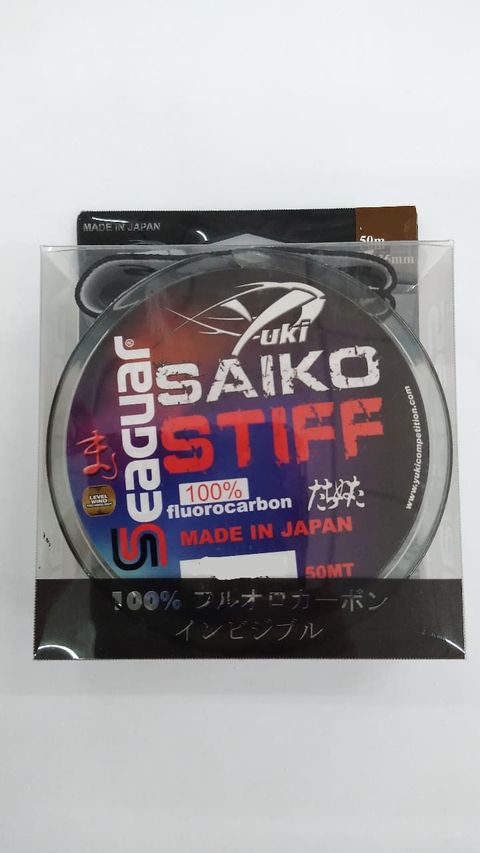 MADE IN JAPAN
50m
Yuki
SAIKO
STIFF
Seaguar®
LEVEL
WIND
100%
fluorocarbon
MADE IN JAPAN
50MT
www.yukicompetition.com
100% フルオロカーボン
インビジブル